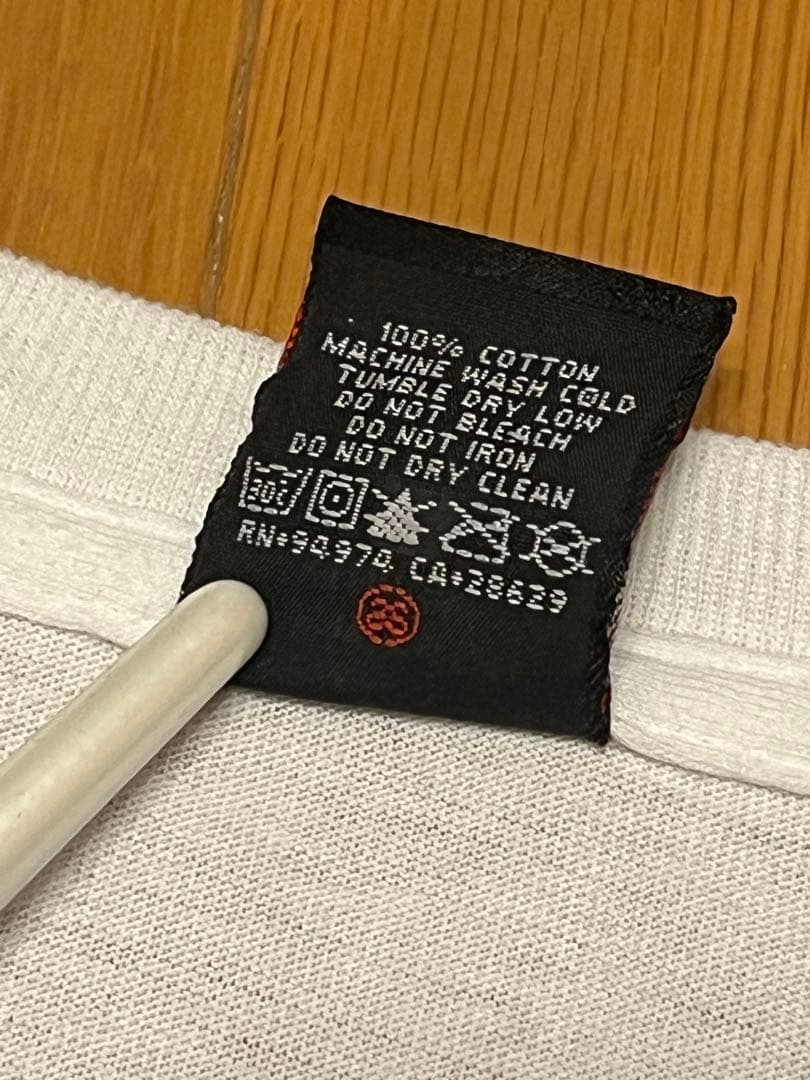 100% COTTON
MACHINE WASH COLD
TUMBLE DRY LOW
DO NOT BLEACH
DO NOT IRON
DO NOT DRY CLEAN
30C
RN#94974 CA#28629